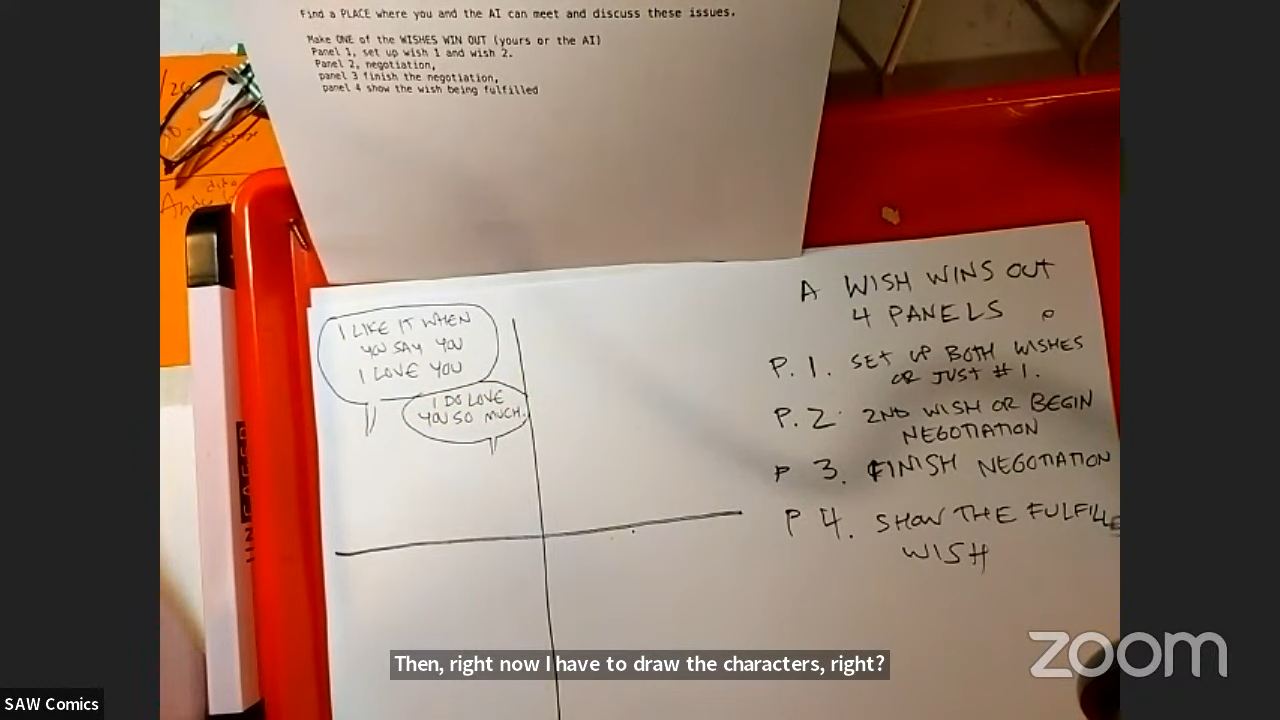 Find a PLACE where you and the AI can meet and discuss these issues.
Make ONE of the WISHES WIN OUT (yours or the AI)
Panel 1, set up wish 1 and wish 2.
Panel 2, negotiation,
panel 3 finish the negotiation,
panel 4 show the wish being fulfilled
I LIKE IT WHEN
YOU SAY YOU
I LOVE YOU
I DO LOVE
YOU SO MUCH.
A WISH WINS OUT
4 PANELS
P. 1. SET UP BOTH WISHES
OR JUST #1.
P. 2. 2ND WISH OR BEGIN
NEGOTIATION
P 3. FINISH NEGOTIATION
P 4. SHOW THE FULFILLE
WISH
Then, right now I have to draw the characters, right?
zoom
SAW Comics